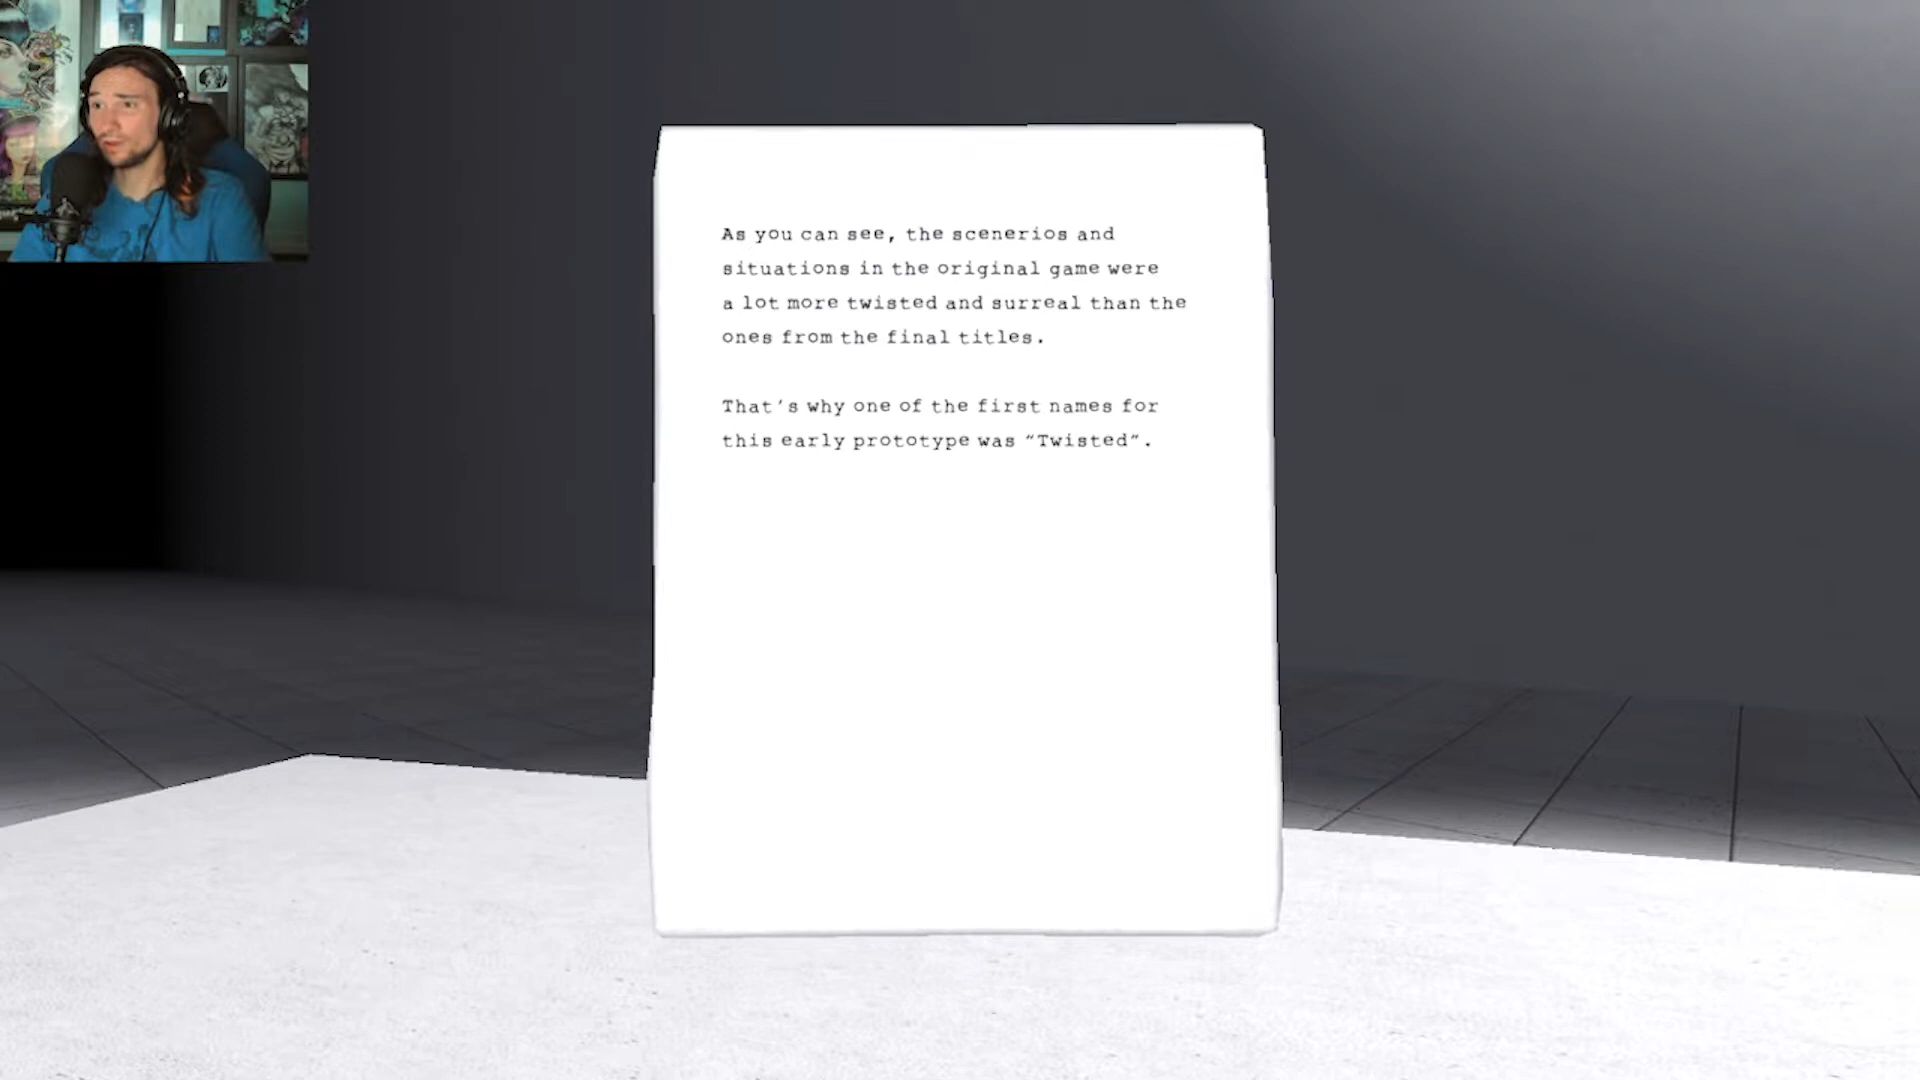 As you can see, the scenerios and
situations in the original game were
a lot more twisted and surreal than the
ones from the final titles.
That's why one of the first names for
this early prototype was “Twisted”.